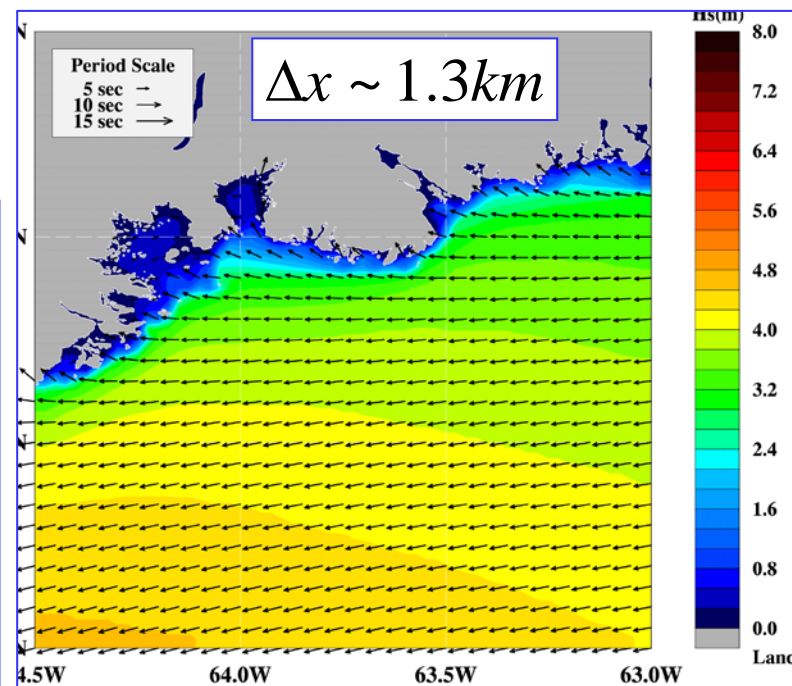 Hs(m)
N
Period Scale
5 sec
10 sec
15 sec
Δx ~ 1.3km
8.0
7.2
6.4
5.6
4.8
4.0
3.2
2.4
1.6
0.8
0.0
Land
N
N
N
4.5W 64.0W 63.5W 63.0W